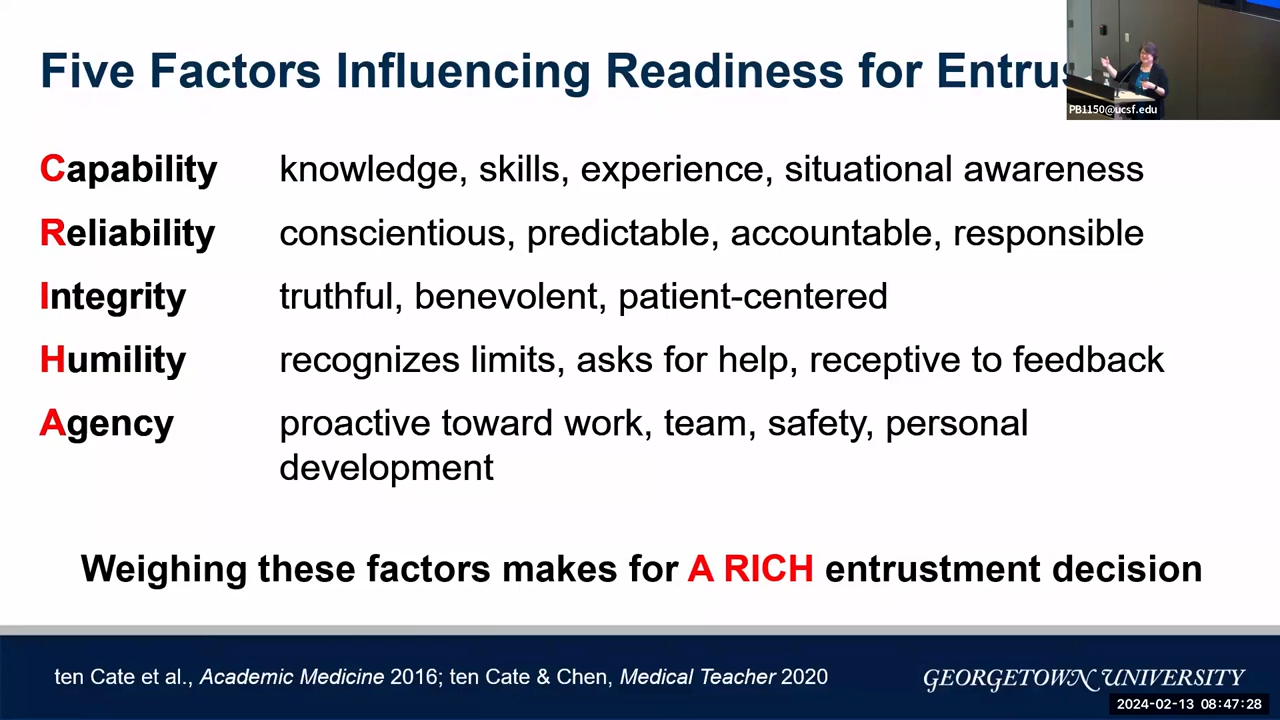 Five Factors Influencing Readiness for
PB1150@ucsf.edu
Capability knowledge, skills, experience, situational awareness
Reliability conscientious, predictable, accountable, responsible
Integrity truthful, benevolent, patient-centered
Humility recognizes limits, asks for help, receptive to feedback
Agency proactive toward work, team, safety, personal
development
Weighing these factors makes for A RICH entrustment decision
ten Cate et al., Academic Medicine 2016; ten Cate & Chen, Medical Teacher 2020
GEORGETOWN UNIVERSITY
2024-02-13 08:47:28